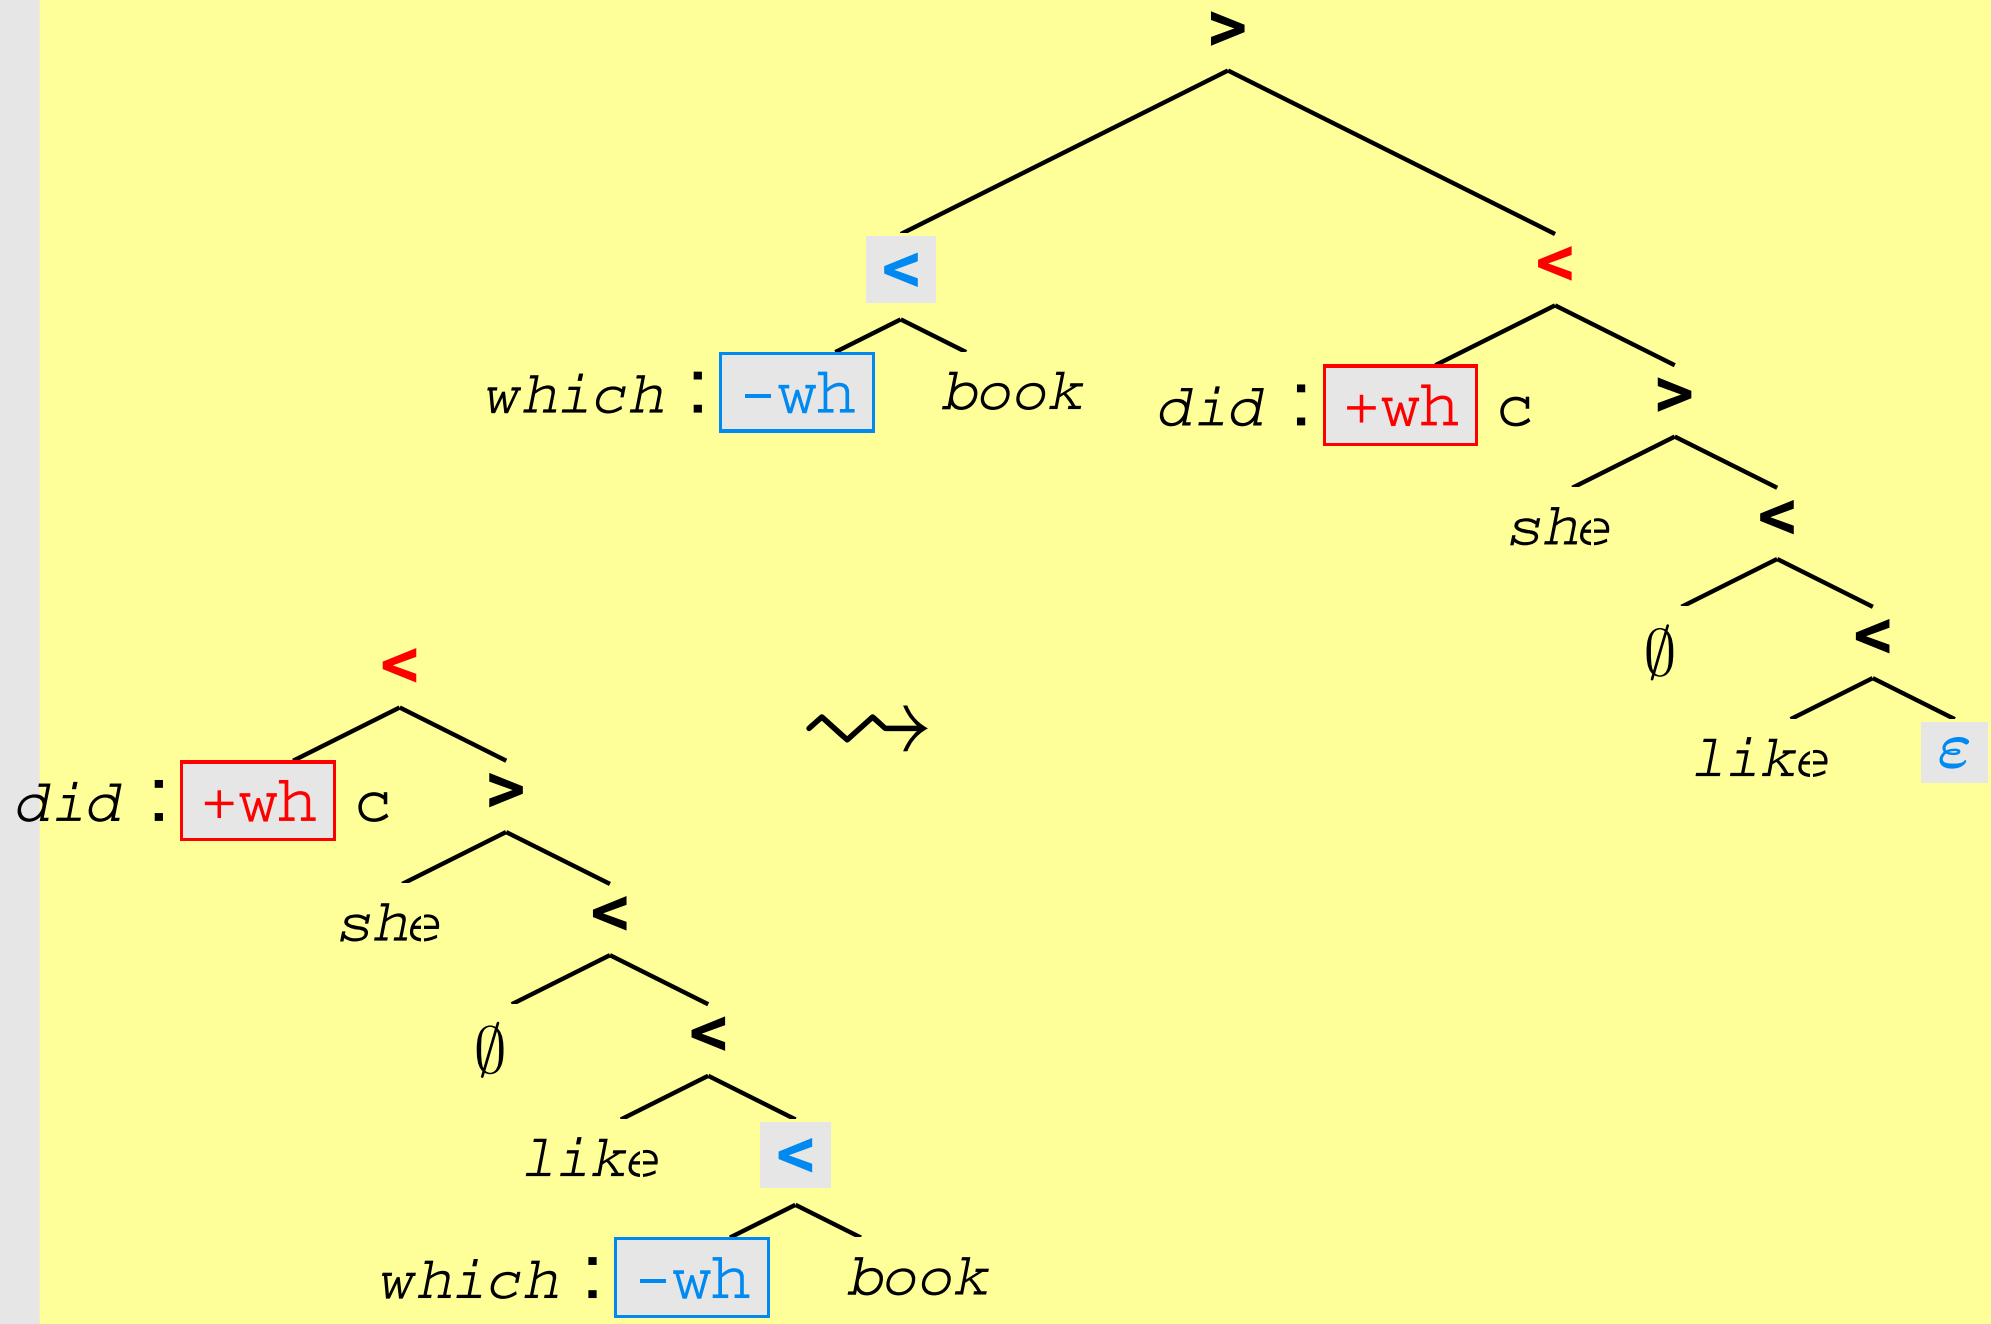 >
< <
which : -wh book did : +wh c >
she <
∅ <
like ε
< ⇝
did : +wh c >
she <
∅ <
like <
which : -wh book